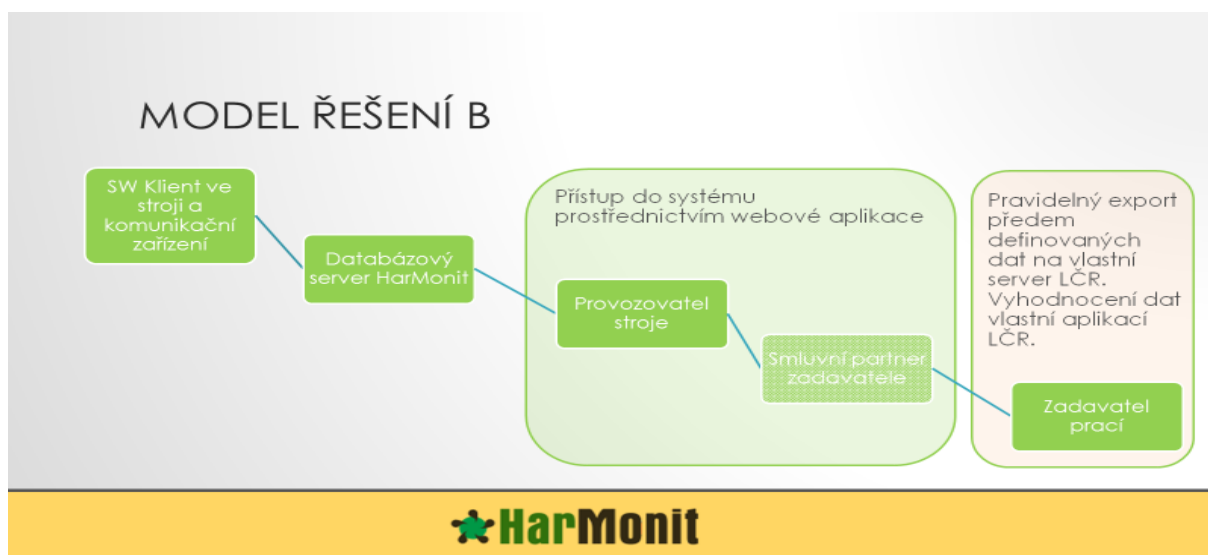 MODEL ŘEŠENÍ B
SW Klient ve
stroji a
komunikační
zařízení
Databázový
server HarMonit
Přístup do systému
prostřednictvím webové aplikace
Provozovatel
stroje
Smluvní partner
zadavatele
Pravidelný export
předem
definovaných
dat na vlastní
server LČR.
Vyhodnocení dat
vlastní aplikací
LČR.
Zadavatel
prací
HarMonit